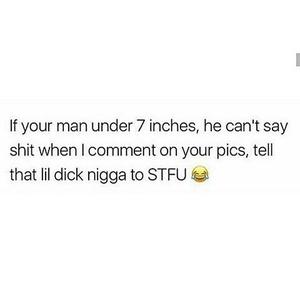 If your man under 7 inches, he can't say
shit when I comment on your pics, tell
that lil dick nigga to STFU 😂